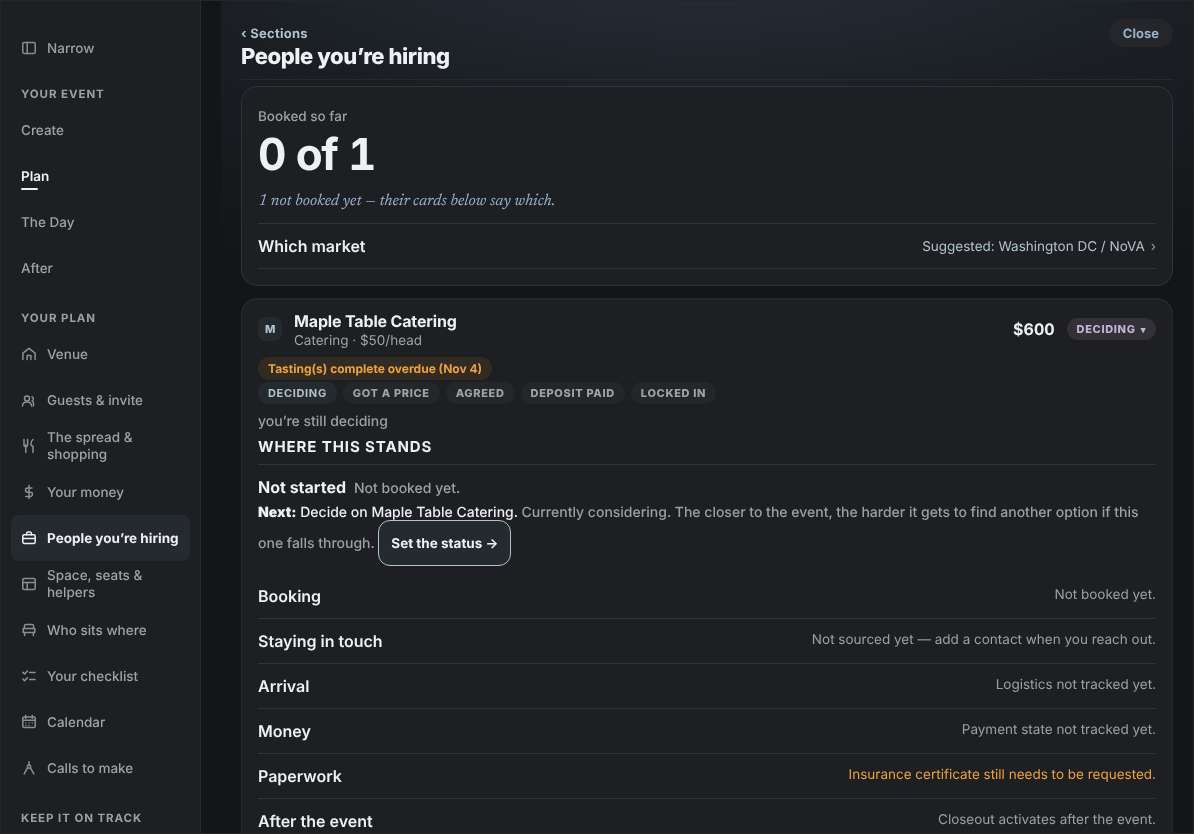 Narrow
YOUR EVENT
Create
Plan
The Day
After
YOUR PLAN
Venue
Guests & invite
The spread &
shopping
Your money
People you’re hiring
Space, seats &
helpers
Who sits where
Your checklist
Calendar
Calls to make
KEEP IT ON TRACK
‹ Sections
Close
People you’re hiring
Booked so far
0 of 1
1 not booked yet — their cards below say which.
Which market
Suggested: Washington DC / NoVA ›
M
Maple Table Catering
Catering · $50/head
$600
DECIDING ▾
Tasting(s) complete overdue (Nov 4)
DECIDING GOT A PRICE AGREED DEPOSIT PAID LOCKED IN
you’re still deciding
WHERE THIS STANDS
Not started Not booked yet.
Next: Decide on Maple Table Catering. Currently considering. The closer to the event, the harder it gets to find another option if this
one falls through. Set the status →
Booking Not booked yet.
Staying in touch Not sourced yet — add a contact when you reach out.
Arrival Logistics not tracked yet.
Money Payment state not tracked yet.
Paperwork Insurance certificate still needs to be requested.
After the event Closeout activates after the event.